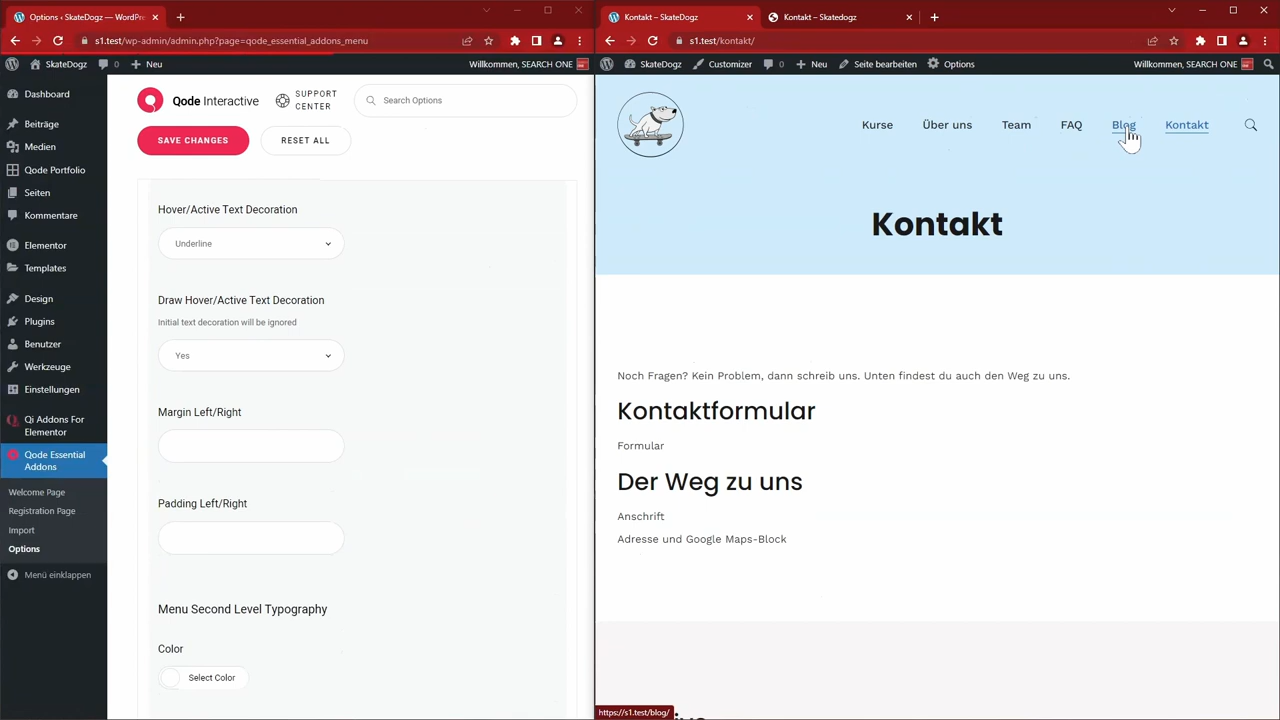 Options ‹ SkateDogz — WordPre
s1.test/wp-admin/admin.php?page=qode_essential_addons_menu
SkateDogz
0
Neu
Willkommen, SEARCH ONE
Dashboard
Beiträge
Medien
Qode Portfolio
Seiten
Kommentare
Elementor
Templates
Design
Plugins
Benutzer
Werkzeuge
Einstellungen
Qi Addons For
Elementor
Qode Essential
Addons
Welcome Page
Registration Page
Import
Options
Menü einklappen
Qode Interactive
SUPPORT
CENTER
Search Options
SAVE CHANGES
RESET ALL
Hover/Active Text Decoration
Underline
Draw Hover/Active Text Decoration
Initial text decoration will be ignored
Yes
Margin Left/Right
Padding Left/Right
Menu Second Level Typography
Color
Select Color
Kontakt – SkateDogz
Kontakt – Skatedogz
s1.test/kontakt/
SkateDogz
Customizer
0
Neu
Seite bearbeiten
Options
Willkommen, SEARCH ONE
Kurse
Über uns
Team
FAQ
Blog
Kontakt
Kontakt
Noch Fragen? Kein Problem, dann schreib uns. Unten findest du auch den Weg zu uns.
Kontaktformular
Formular
Der Weg zu uns
Anschrift
Adresse und Google Maps-Block
https://s1.test/blog/